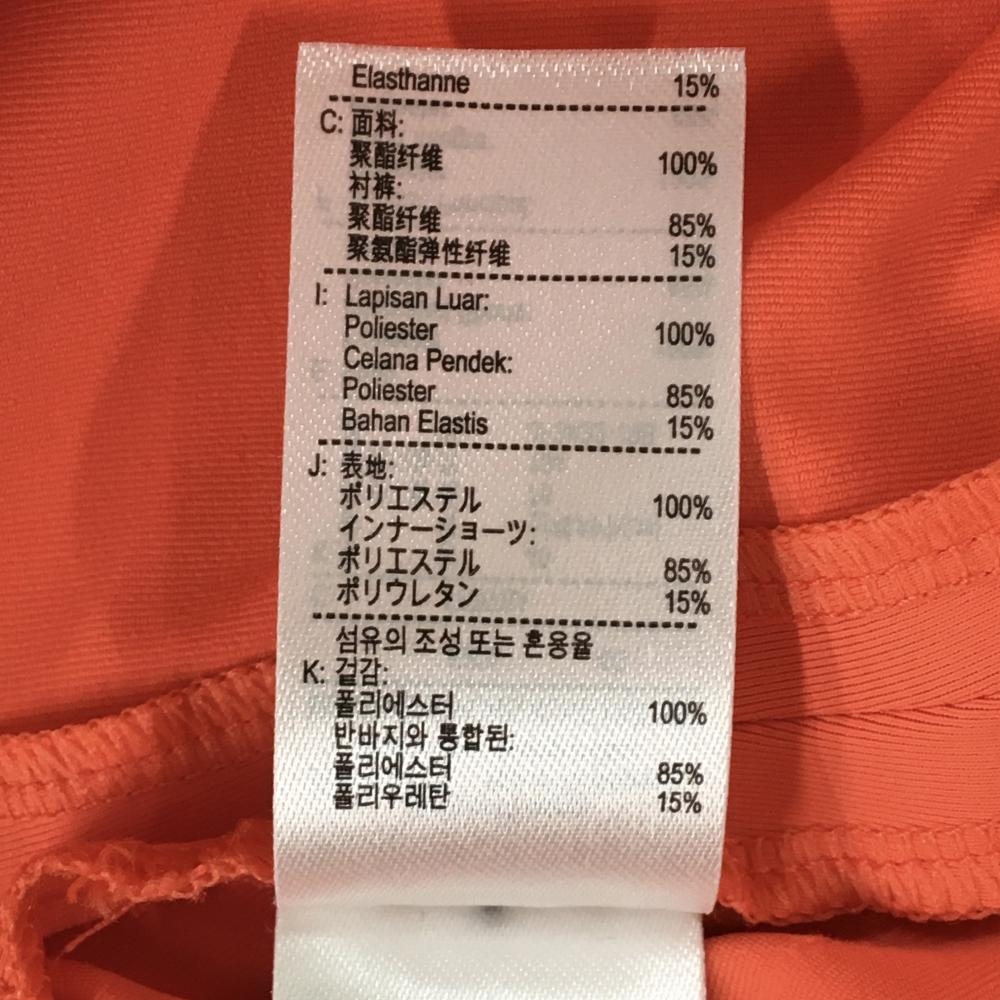 Elasthanne 15%
C: 面料:
聚酯纤维 100%
衬裤:
聚酯纤维 85%
聚氨酯弹性纤维 15%
I: Lapisan Luar:
Poliester 100%
Celana Pendek:
Poliester 85%
Bahan Elastis 15%
J: 表地:
ポリエステル 100%
インナーショーツ:
ポリエステル 85%
ポリウレタン 15%
섬유의 조성 또는 혼용율
K: 겉감:
폴리에스터 100%
반바지와 통합된:
폴리에스터 85%
폴리우레탄 15%